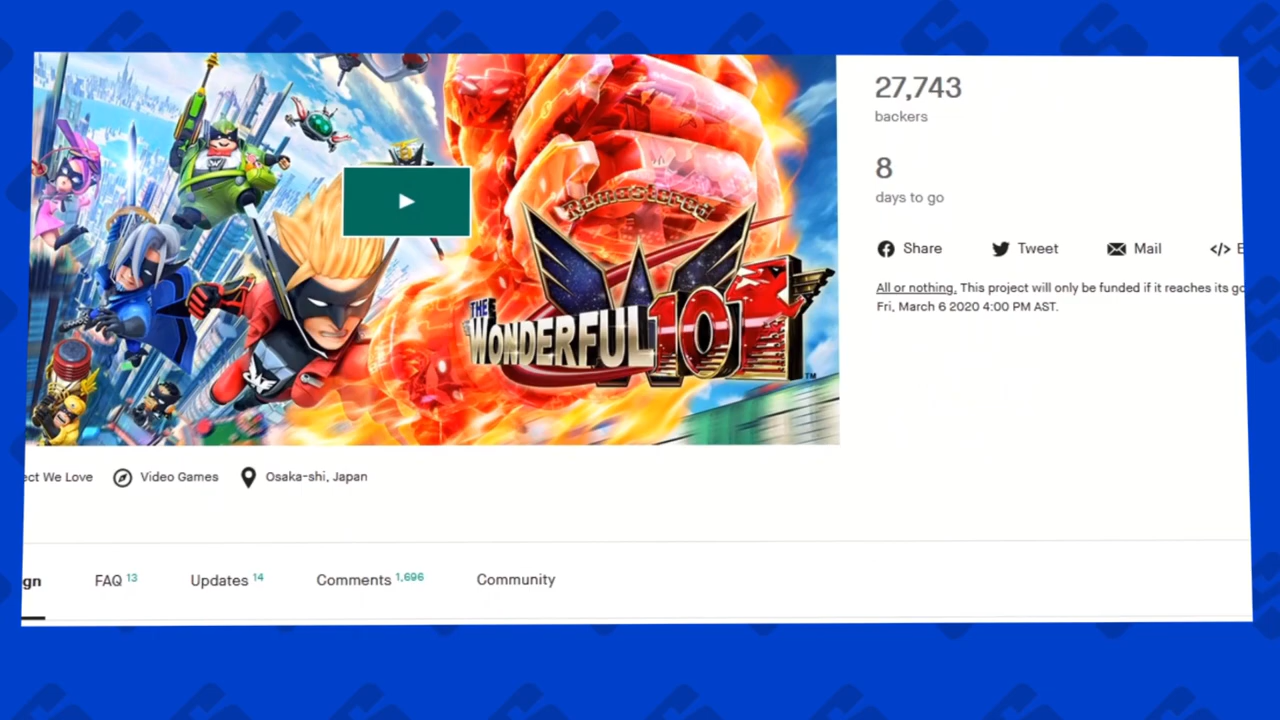 27,743
backers
8
days to go
Share
Tweet
Mail
</> E
All or nothing. This project will only be funded if it reaches its go
Fri, March 6 2020 4:00 PM AST.
Remastered
THE
WONDERFUL 101
TM
ect We Love
Video Games
Osaka-shi, Japan
gn
FAQ 13
Updates 14
Comments 1,696
Community